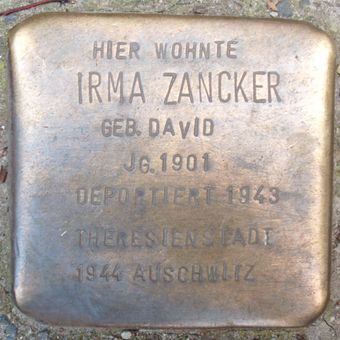 HIER WOHNTE
IRMA ZANCKER
GEB. DAVID
JG. 1901
DEPORTIERT 1943
THERESIENSTADT
1944 AUSCHWITZ